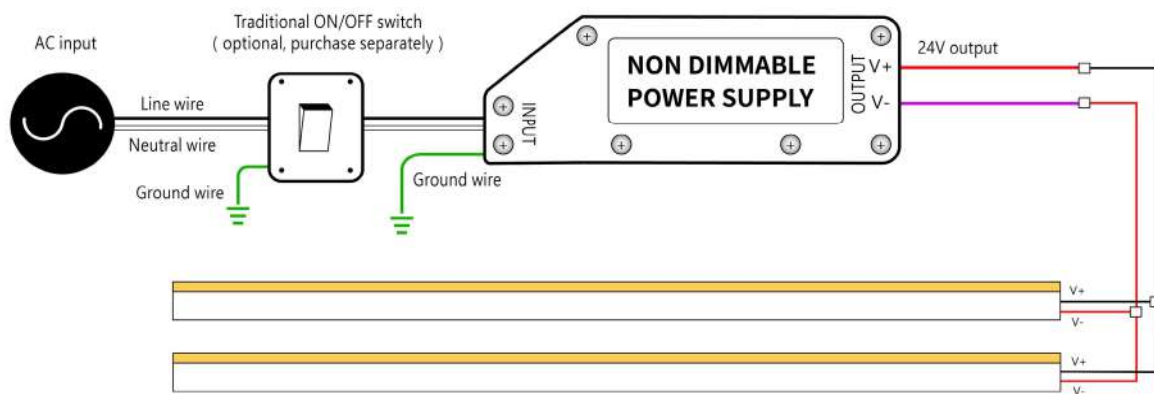 AC input
Traditional ON/OFF switch
( optional, purchase separately )
Line wire
Neutral wire
Ground wire
Ground wire
INPUT
NON DIMMABLE
POWER SUPPLY
OUTPUT
V+
V-
24V output
V+
V-
V+
V-